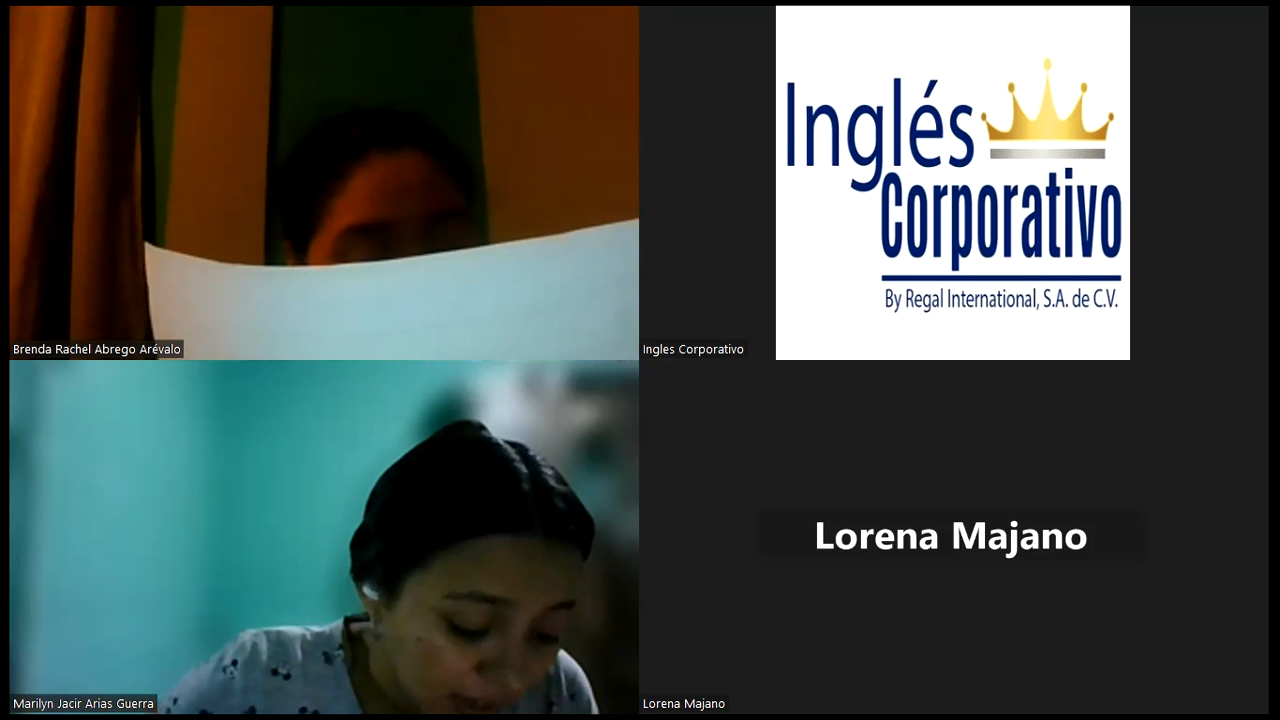 Inglés
Corporativo
By Regal International, S.A. de C.V.
Brenda Rachel Abrego Arévalo
Ingles Corporativo
Lorena Majano
Marilyn Jacir Arias Guerra
Lorena Majano